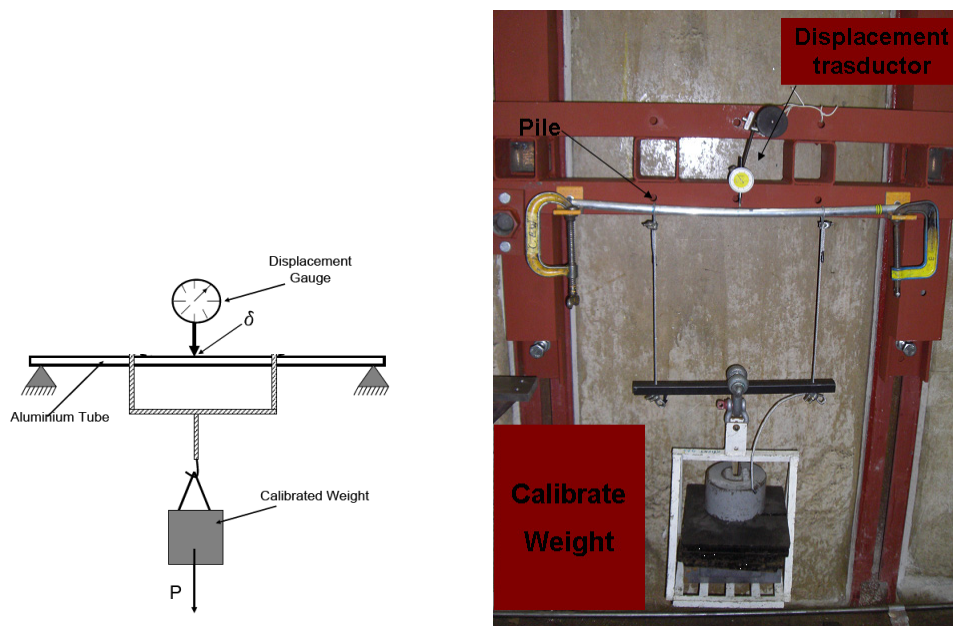 Displacement
Gauge
δ
Aluminium Tube
Calibrated Weight
P
Displacement
trasductor
Pile
Calibrate
Weight